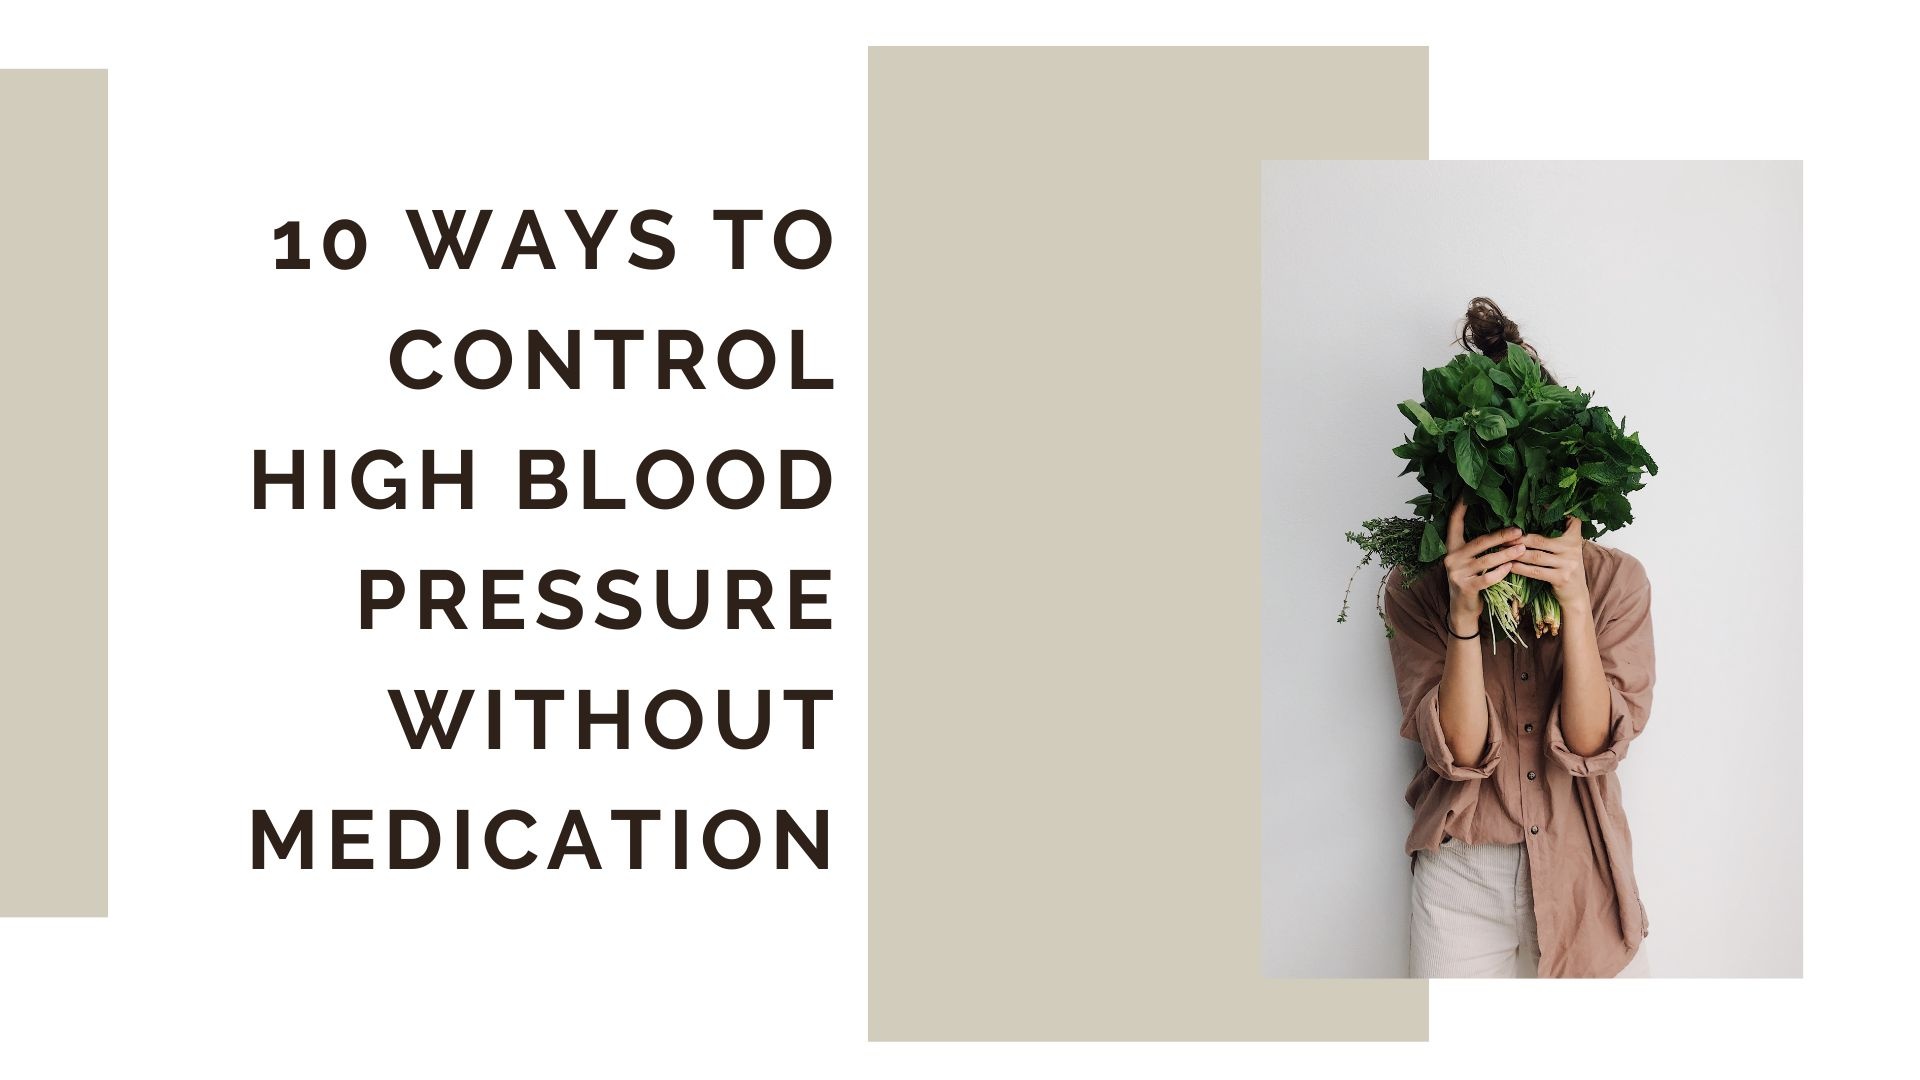 10 WAYS TO
CONTROL
HIGH BLOOD
PRESSURE
WITHOUT
MEDICATION